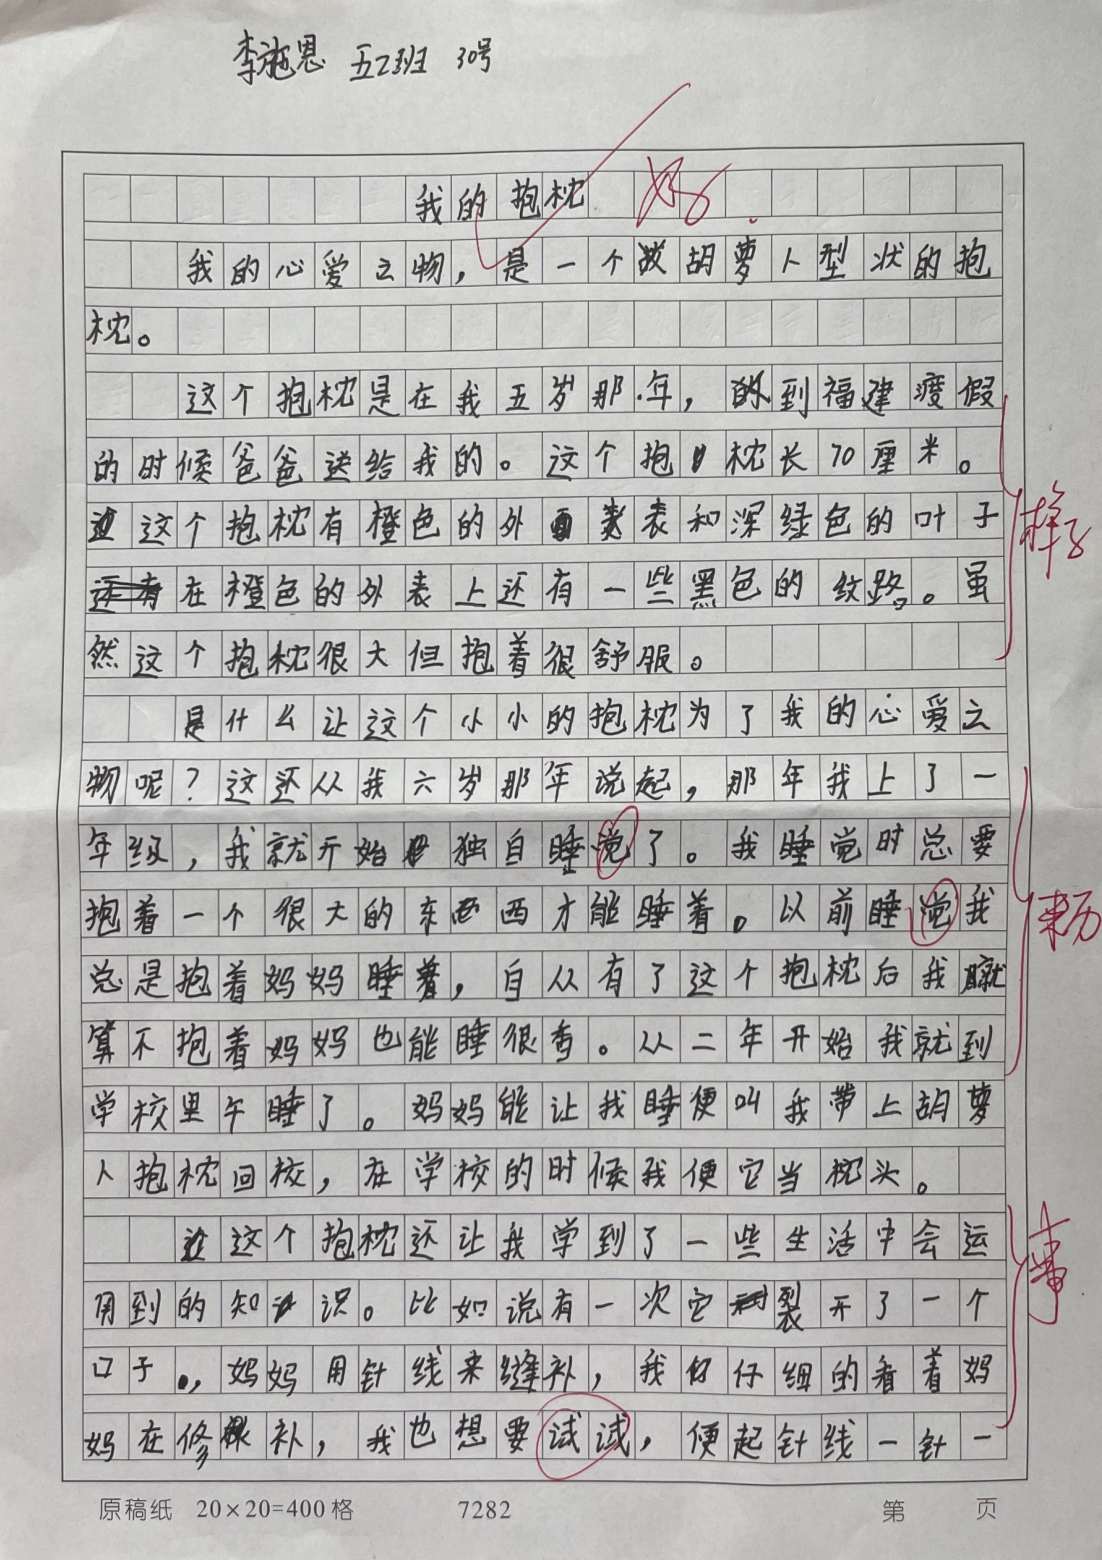 李施恩 五2班 30号
我的抱枕
好
我的心爱之物，是一个胡萝卜型状的抱
枕。
这个抱枕是在我五岁那年，到福建度假
的时候爸爸送给我的。这个抱枕长70厘米。
这个抱枕有橙色的外表和深绿色的叶子
在橙色的外表上还有一些黑色的纹路。虽
然这个抱枕很大但抱着很舒服。
样子
是什么让这个小小的抱枕为了我的心爱之
物呢？这还从我六岁那年说起，那年我上了一
年级，我就开始独自睡觉了。我睡觉时总要
抱着一个很大的东西才能睡着。以前睡觉我
来历
总是抱着妈妈睡着，自从有了这个抱枕后我就
算不抱着妈妈也能睡很香。从二年开始我就到
学校里午睡了。妈妈能让我睡便叫我带上胡萝
卜抱枕回校，在学校的时候我便它当枕头。
这个抱枕还让我学到了一些生活中会运
事
用到的知识。比如说有一次它裂开了一个
口子，妈妈用针线来缝补，我仔细的看着妈
妈在修补，我也想要试试，便起针线一针一
原稿纸 20×20=400格 7282 第 页